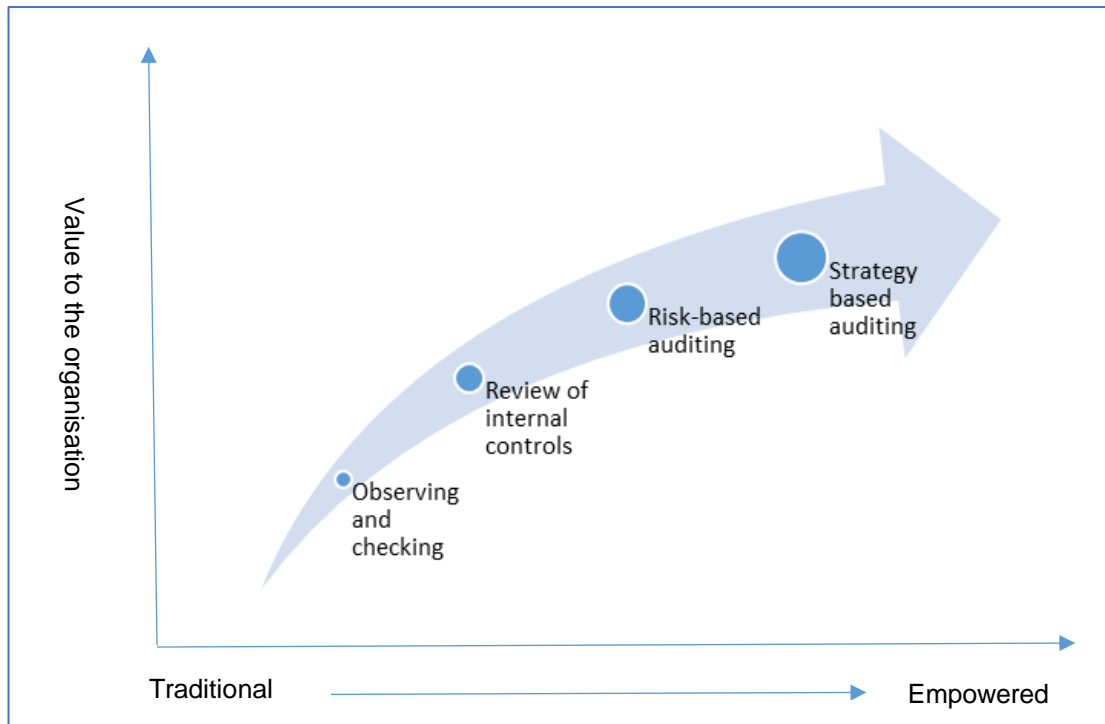 Value to the organisation
Strategy
based
auditing
Risk-based
auditing
Review of
internal
controls
Observing
and
checking
Traditional
Empowered